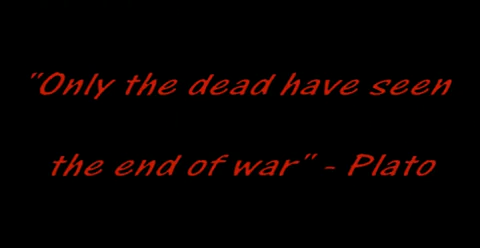 "Only the dead have seen
the end of war" - Plato